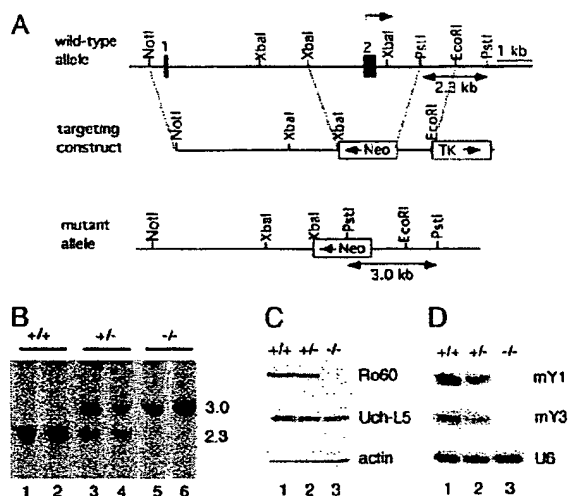 A
wild-type allele
NotI 1 XbaI XbaI 2 XbaI PstI EcoRI PstI
1 kb
2.3 kb
targeting construct
NotI XbaI XbaI EcoRI
Neo TK
mutant allele
NotI XbaI XbaI PstI EcoRI PstI
Neo
3.0 kb
B
+/+ +/- -/-
3.0
2.3
1 2 3 4 5 6
C
+/+ +/- -/-
Ro60
Uch-L5
actin
1 2 3
D
+/+ +/- -/-
mY1
mY3
U6
1 2 3